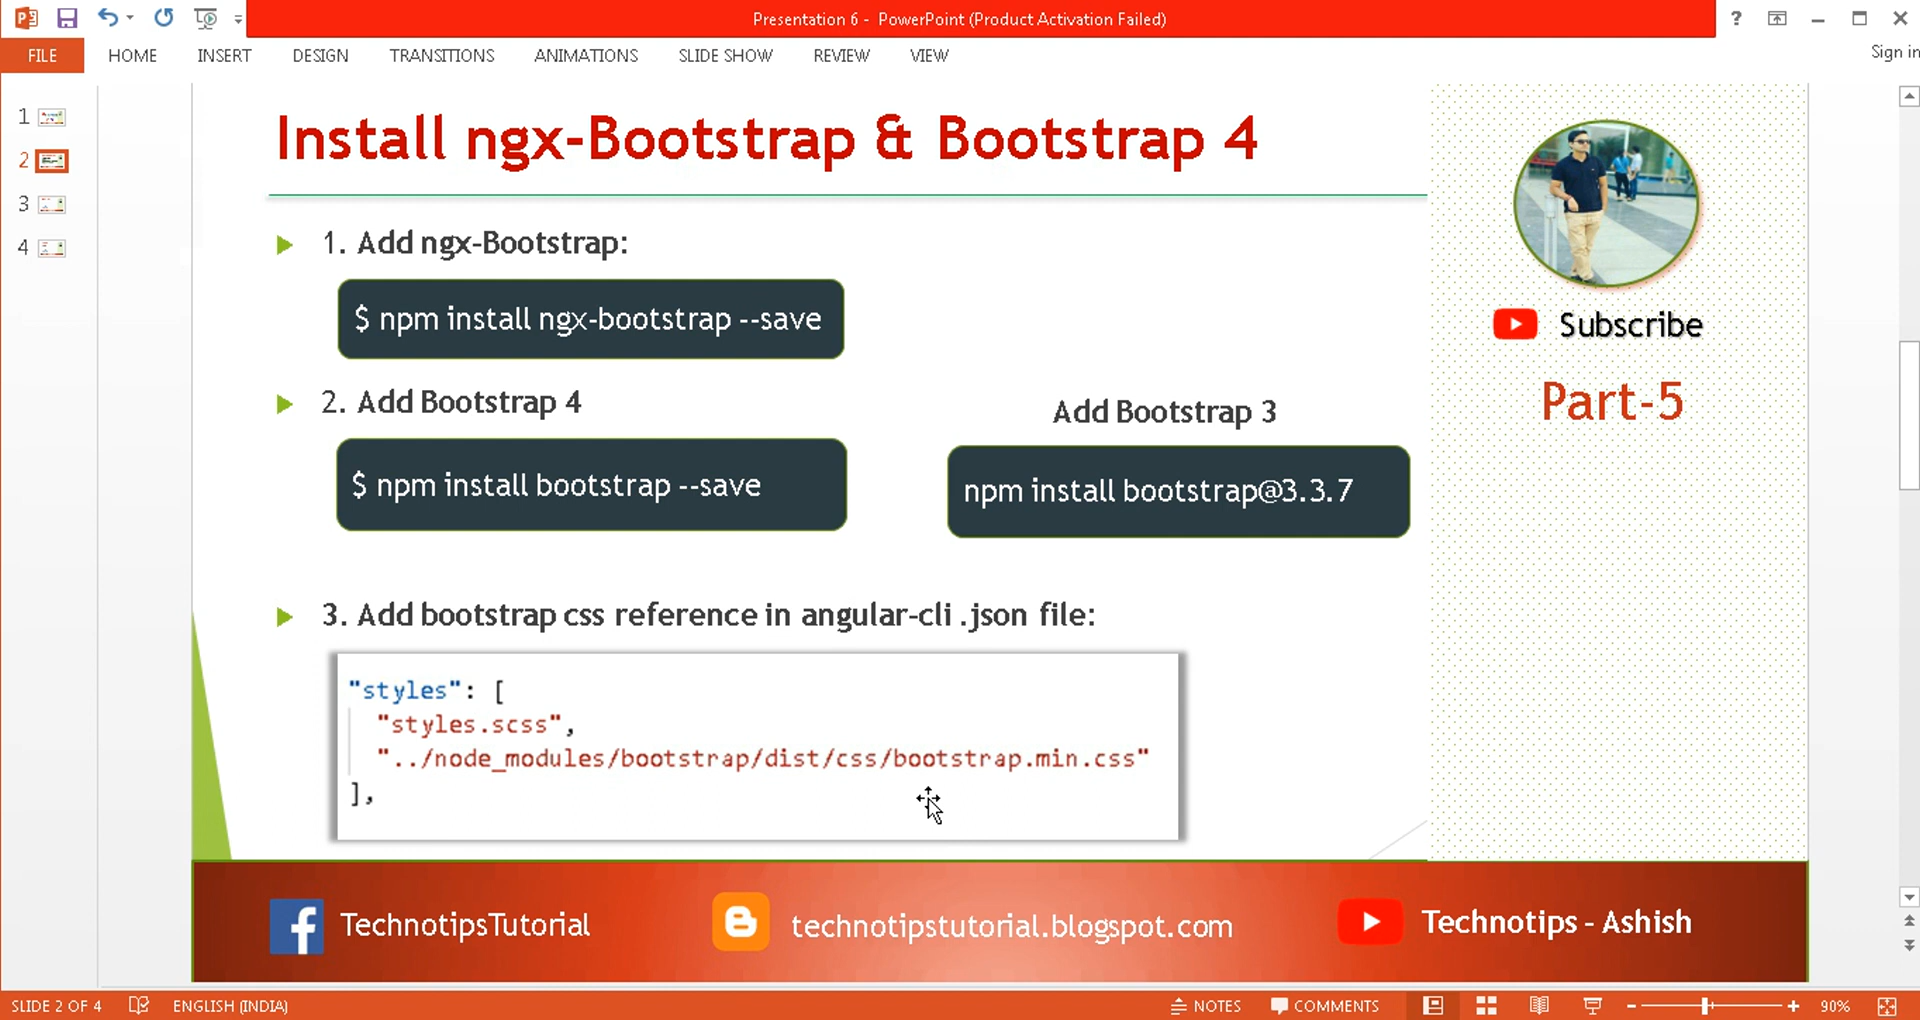 Presentation 6 - PowerPoint (Product Activation Failed)
?
FILE HOME INSERT DESIGN TRANSITIONS ANIMATIONS SLIDE SHOW REVIEW VIEW
Sign in
1
2
3
4
Install ngx-Bootstrap & Bootstrap 4
1. Add ngx-Bootstrap:
$ npm install ngx-bootstrap --save
2. Add Bootstrap 4
$ npm install bootstrap --save
Add Bootstrap 3
npm install bootstrap@3.3.7
3. Add bootstrap css reference in angular-cli .json file:
"styles": [
"styles.scss",
"../node_modules/bootstrap/dist/css/bootstrap.min.css"
],
Subscribe
Part-5
TechnotipsTutorial
technotipstutorial.blogspot.com
Technotips - Ashish
SLIDE 2 OF 4 ENGLISH (INDIA) NOTES COMMENTS 90%